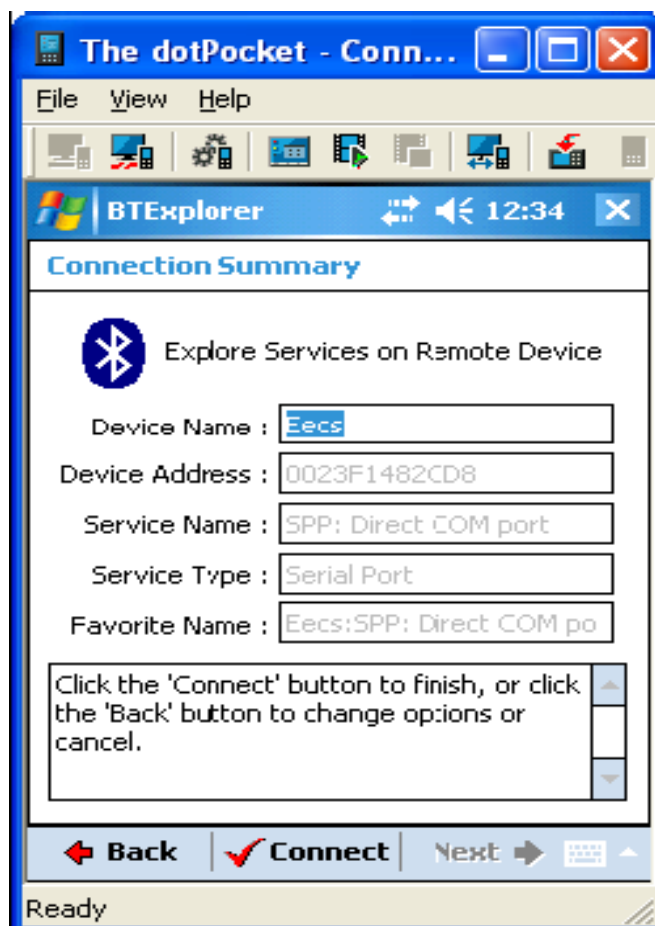 The dotPocket - Conn...
File View Help
BTExplorer 12:34
Connection Summary
Explore Services on Remote Device
Device Name : Eecs
Device Address : 0023F1482CD8
Service Name : SPP: Direct COM port
Service Type : Serial Port
Favorite Name : Eecs:SPP: Direct COM po
Click the 'Connect' button to finish, or click
the 'Back' button to change options or
cancel.
Back Connect Next
Ready